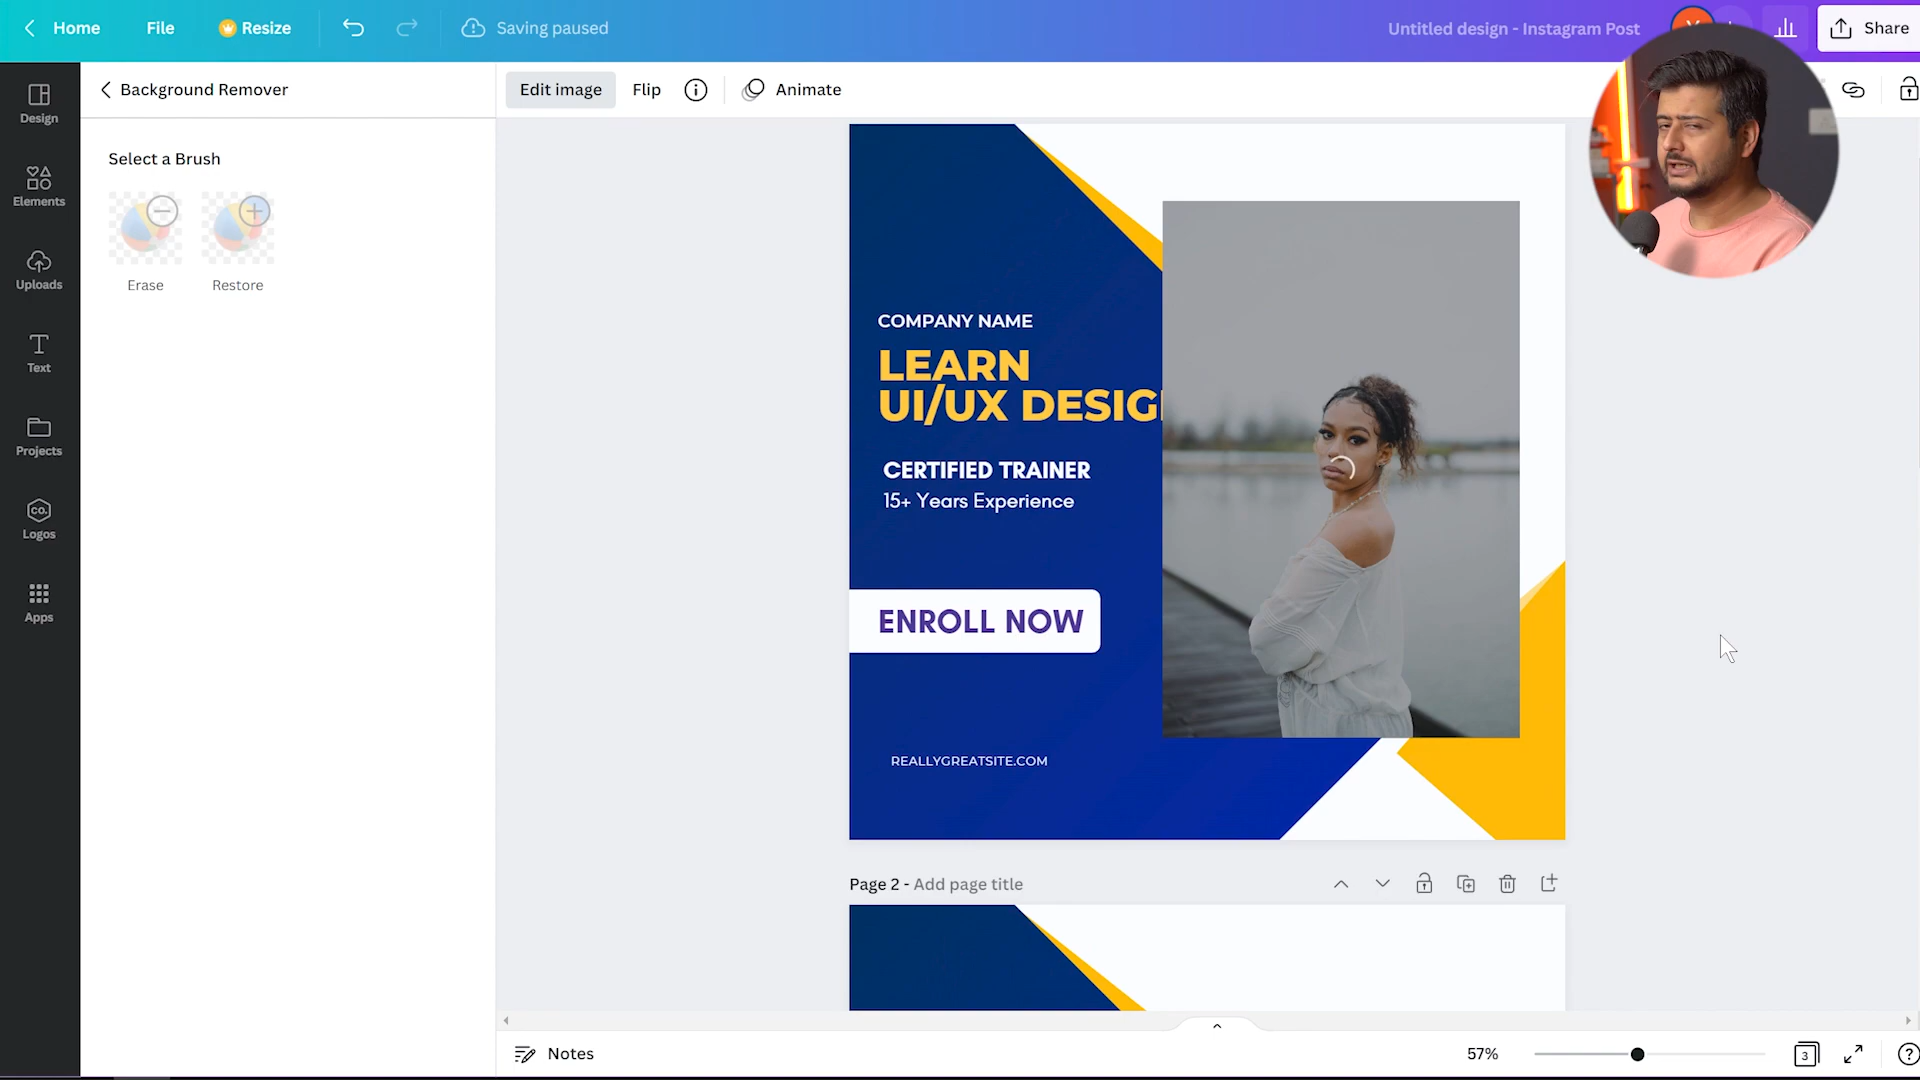 Home
File
Resize
Saving paused
Untitled design - Instagram Post
Share
Design
Elements
Uploads
Text
Projects
CO.
Logos
Apps
Background Remover
Select a Brush
Erase
Restore
Edit image
Flip
Animate
COMPANY NAME
LEARN
UI/UX DESIG
CERTIFIED TRAINER
15+ Years Experience
ENROLL NOW
REALLYGREATSITE.COM
Page 2 - Add page title
Notes
57%
3
?